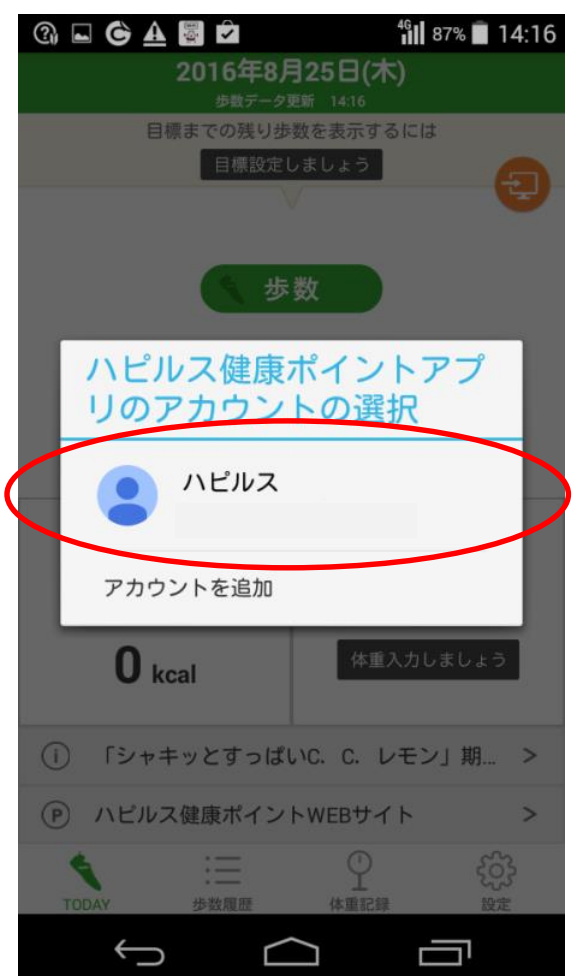 4G 87% 14:16
2016年8月25日(木)
歩数データ更新 14:16
目標までの残り歩数を表示するには
目標設定しましょう
歩数
ハピルス健康ポイントアプ
リのアカウントの選択
ハピルス
アカウントを追加
0 kcal
体重入力しましょう
i 「シャキッとすっぱいC. C. レモン」期... >
P ハピルス健康ポイントWEBサイト >
TODAY 歩数履歴 体重記録 設定